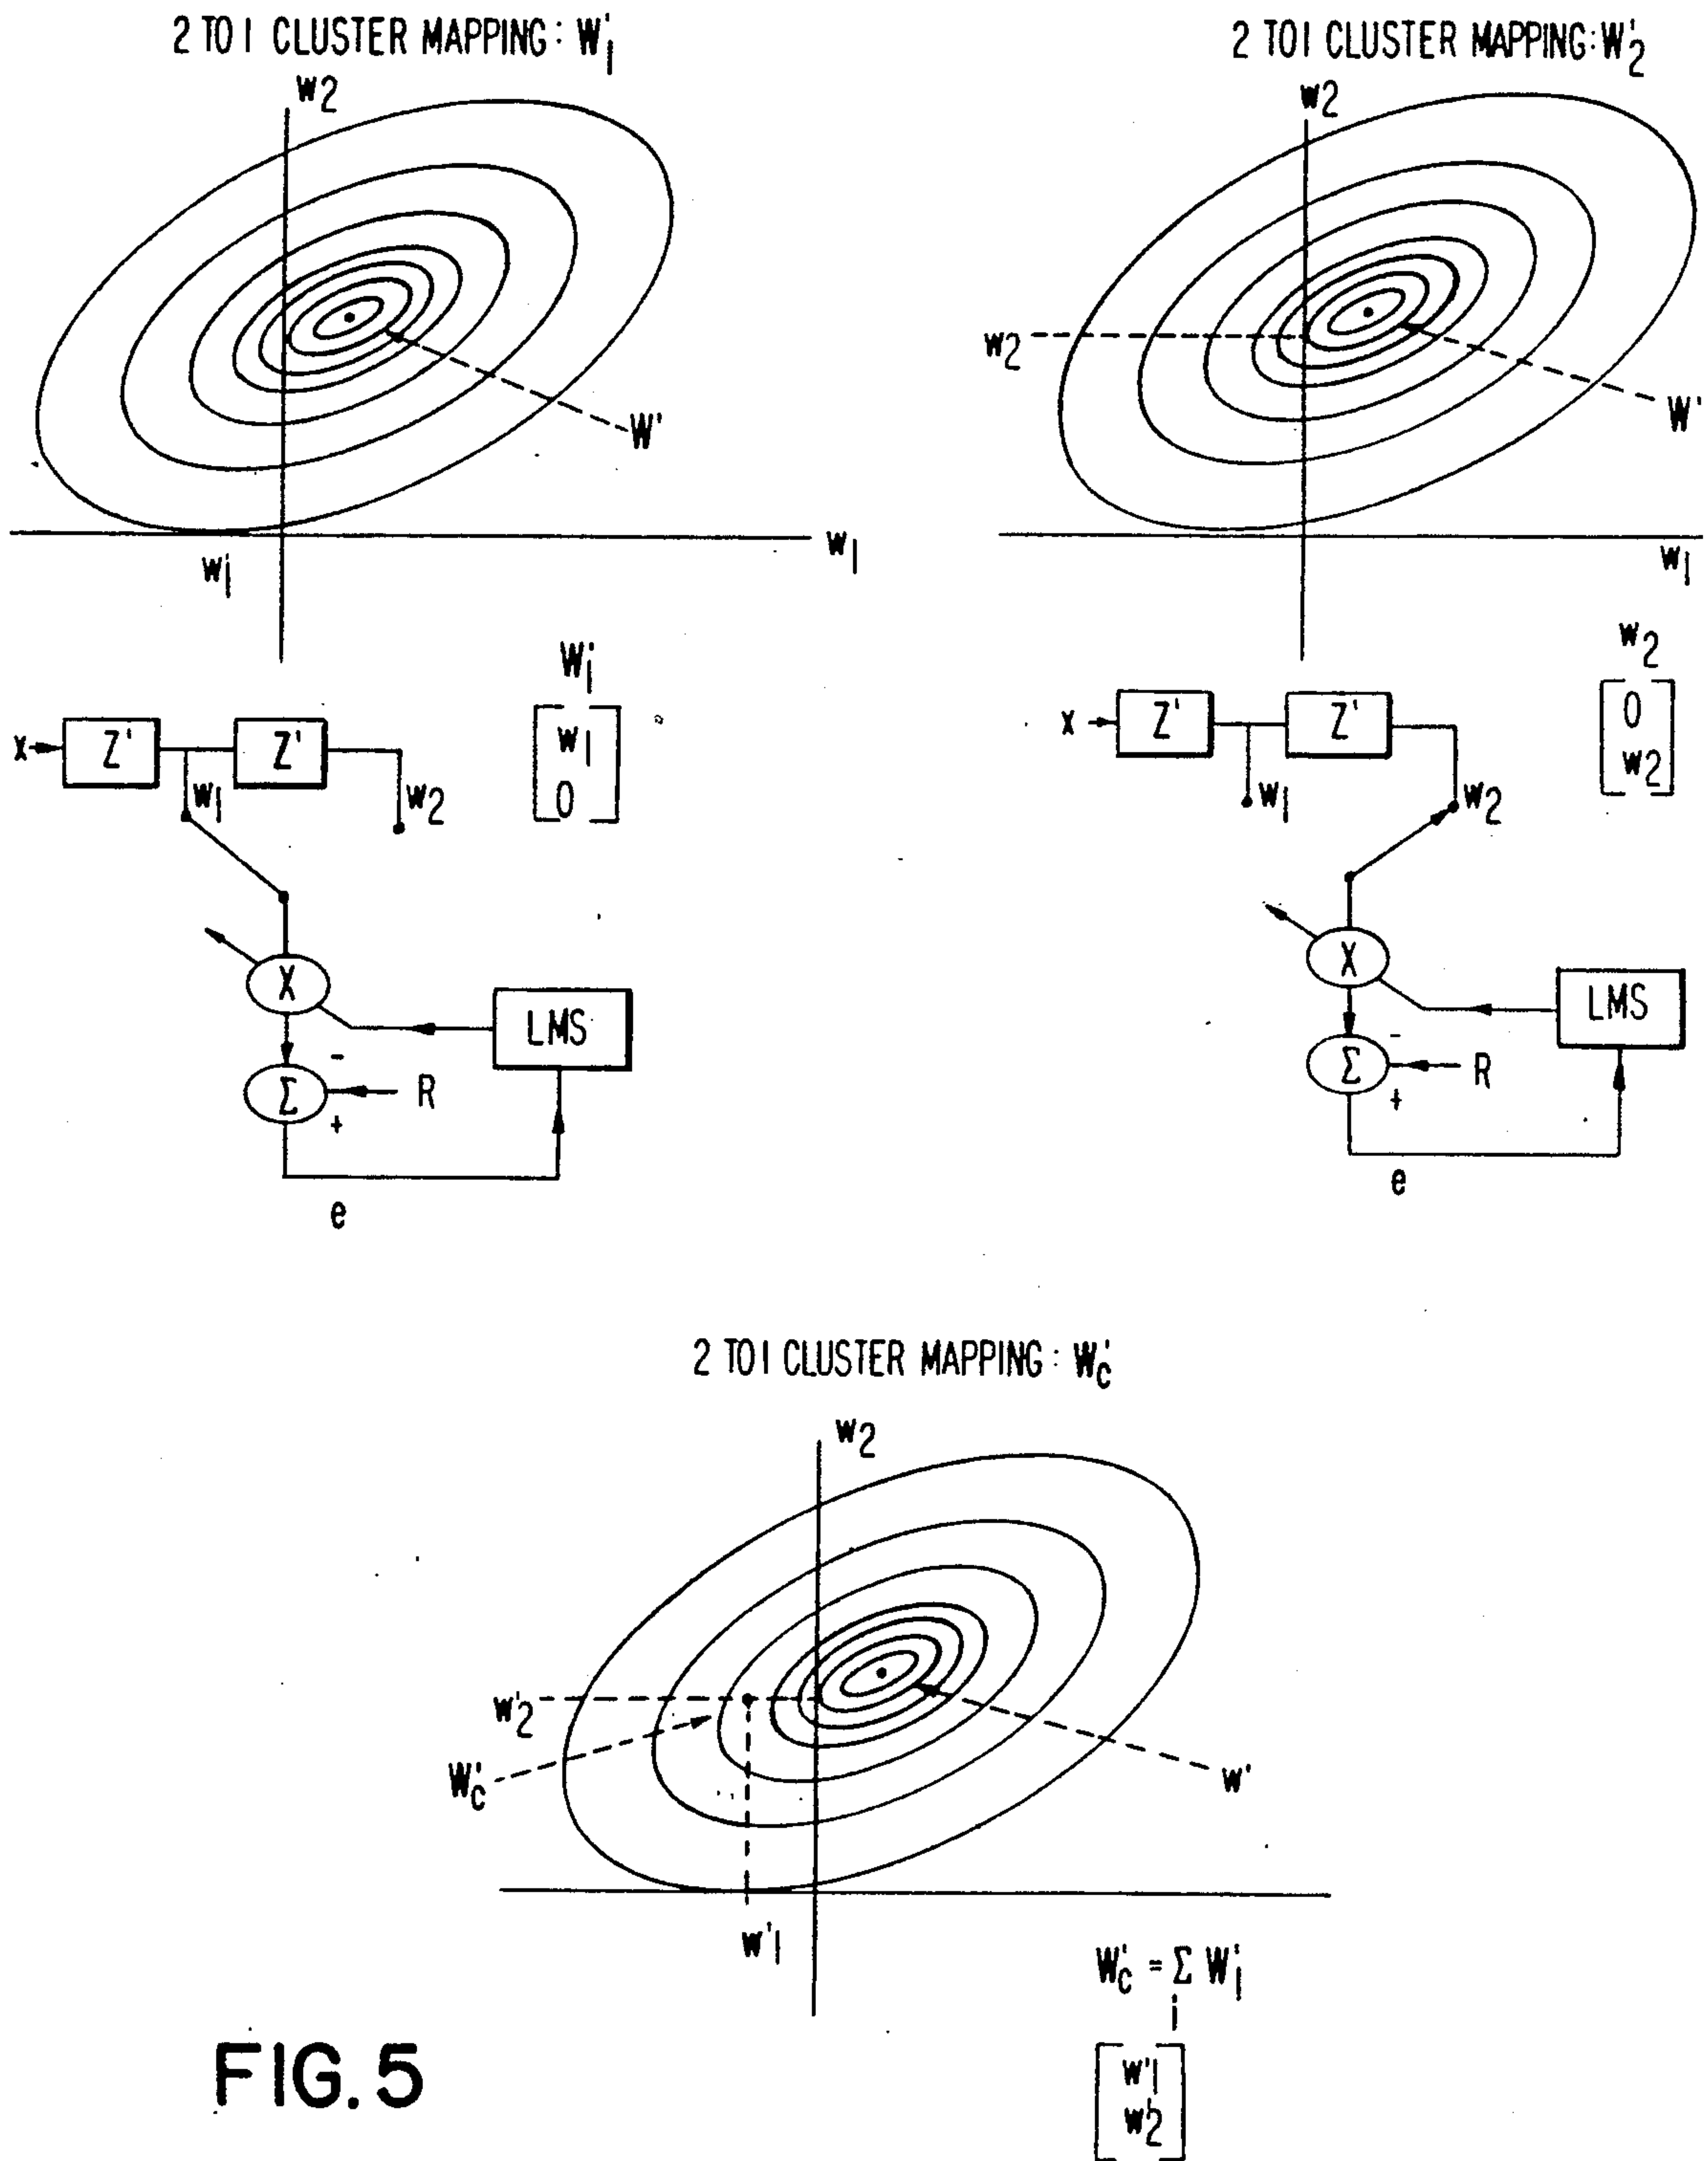 2 TO 1 CLUSTER MAPPING: W'1
w2
W'
w1
w'1
W'1
[w1
0]
X
Z'
Z'
w1
w2
X
LMS
-
Σ
R
+
e
2 TO 1 CLUSTER MAPPING: W'2
w2
w2
W'
w1
w2
[0
w2]
X
Z'
Z'
w1
w2
X
LMS
-
Σ
R
+
e
2 TO 1 CLUSTER MAPPING: W'c
w2
w'2
W'c
w'
w'1
W'c = Σ W'i
i
[w'1
w'2]
FIG. 5